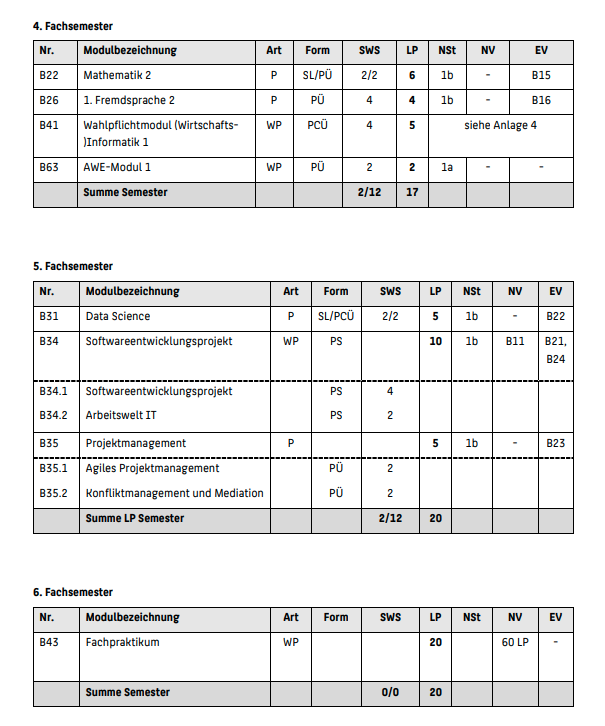 4. Fachsemester
Nr. Modulbezeichnung Art Form SWS LP NSt NV EV
B22 Mathematik 2 P SL/PÜ 2/2 6 1b - B15
B26 1. Fremdsprache 2 P PÜ 4 4 1b - B16
B41 Wahlpflichtmodul (Wirtschafts- WP PCÜ 4 5 siehe Anlage 4
)Informatik 1
B63 AWE-Modul 1 WP PÜ 2 2 1a - -
Summe Semester 2/12 17
5. Fachsemester
Nr. Modulbezeichnung Art Form SWS LP NSt NV EV
B31 Data Science P SL/PCÜ 2/2 5 1b - B22
B34 Softwareentwicklungsprojekt WP PS 10 1b B11 B21,
B24
B34.1 Softwareentwicklungsprojekt PS 4
B34.2 Arbeitswelt IT PS 2
B35 Projektmanagement P 5 1b - B23
B35.1 Agiles Projektmanagement PÜ 2
B35.2 Konfliktmanagement und Mediation PÜ 2
Summe LP Semester 2/12 20
6. Fachsemester
Nr. Modulbezeichnung Art Form SWS LP NSt NV EV
B43 Fachpraktikum WP 20 60 LP -
Summe Semester 0/0 20